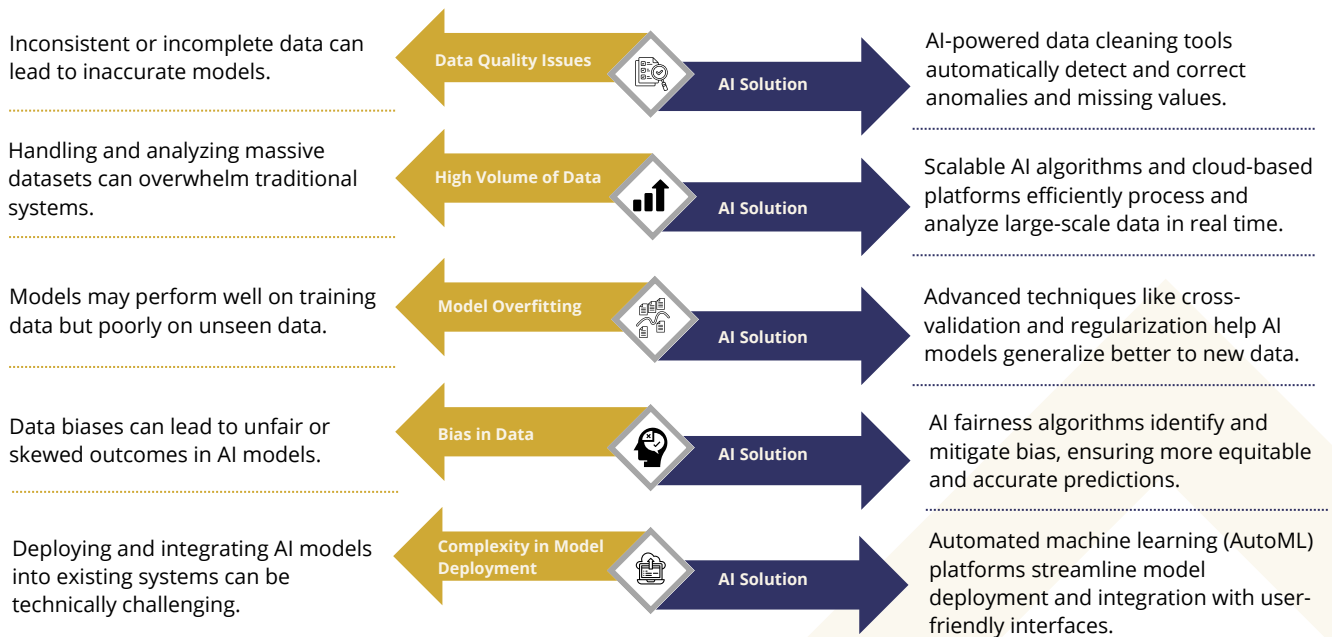 Inconsistent or incomplete data can
lead to inaccurate models.
Data Quality Issues
AI Solution
AI-powered data cleaning tools
automatically detect and correct
anomalies and missing values.
Handling and analyzing massive
datasets can overwhelm traditional
systems.
High Volume of Data
AI Solution
Scalable AI algorithms and cloud-based
platforms efficiently process and
analyze large-scale data in real time.
Models may perform well on training
data but poorly on unseen data.
Model Overfitting
AI Solution
Advanced techniques like cross-
validation and regularization help AI
models generalize better to new data.
Data biases can lead to unfair or
skewed outcomes in AI models.
Bias in Data
AI Solution
AI fairness algorithms identify and
mitigate bias, ensuring more equitable
and accurate predictions.
Deploying and integrating AI models
into existing systems can be
technically challenging.
Complexity in Model
Deployment
AI Solution
Automated machine learning (AutoML)
platforms streamline model
deployment and integration with user-
friendly interfaces.